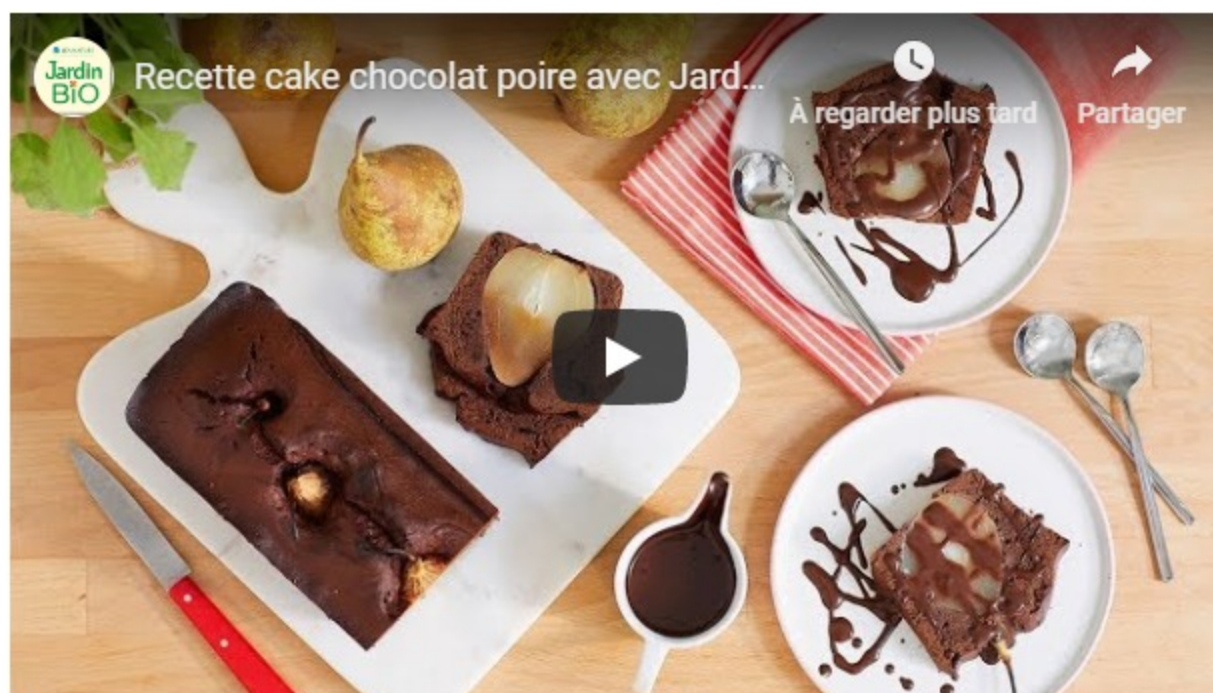 Jardin
BiO
Recette cake chocolat poire avec Jard...
À regarder plus tard
Partager